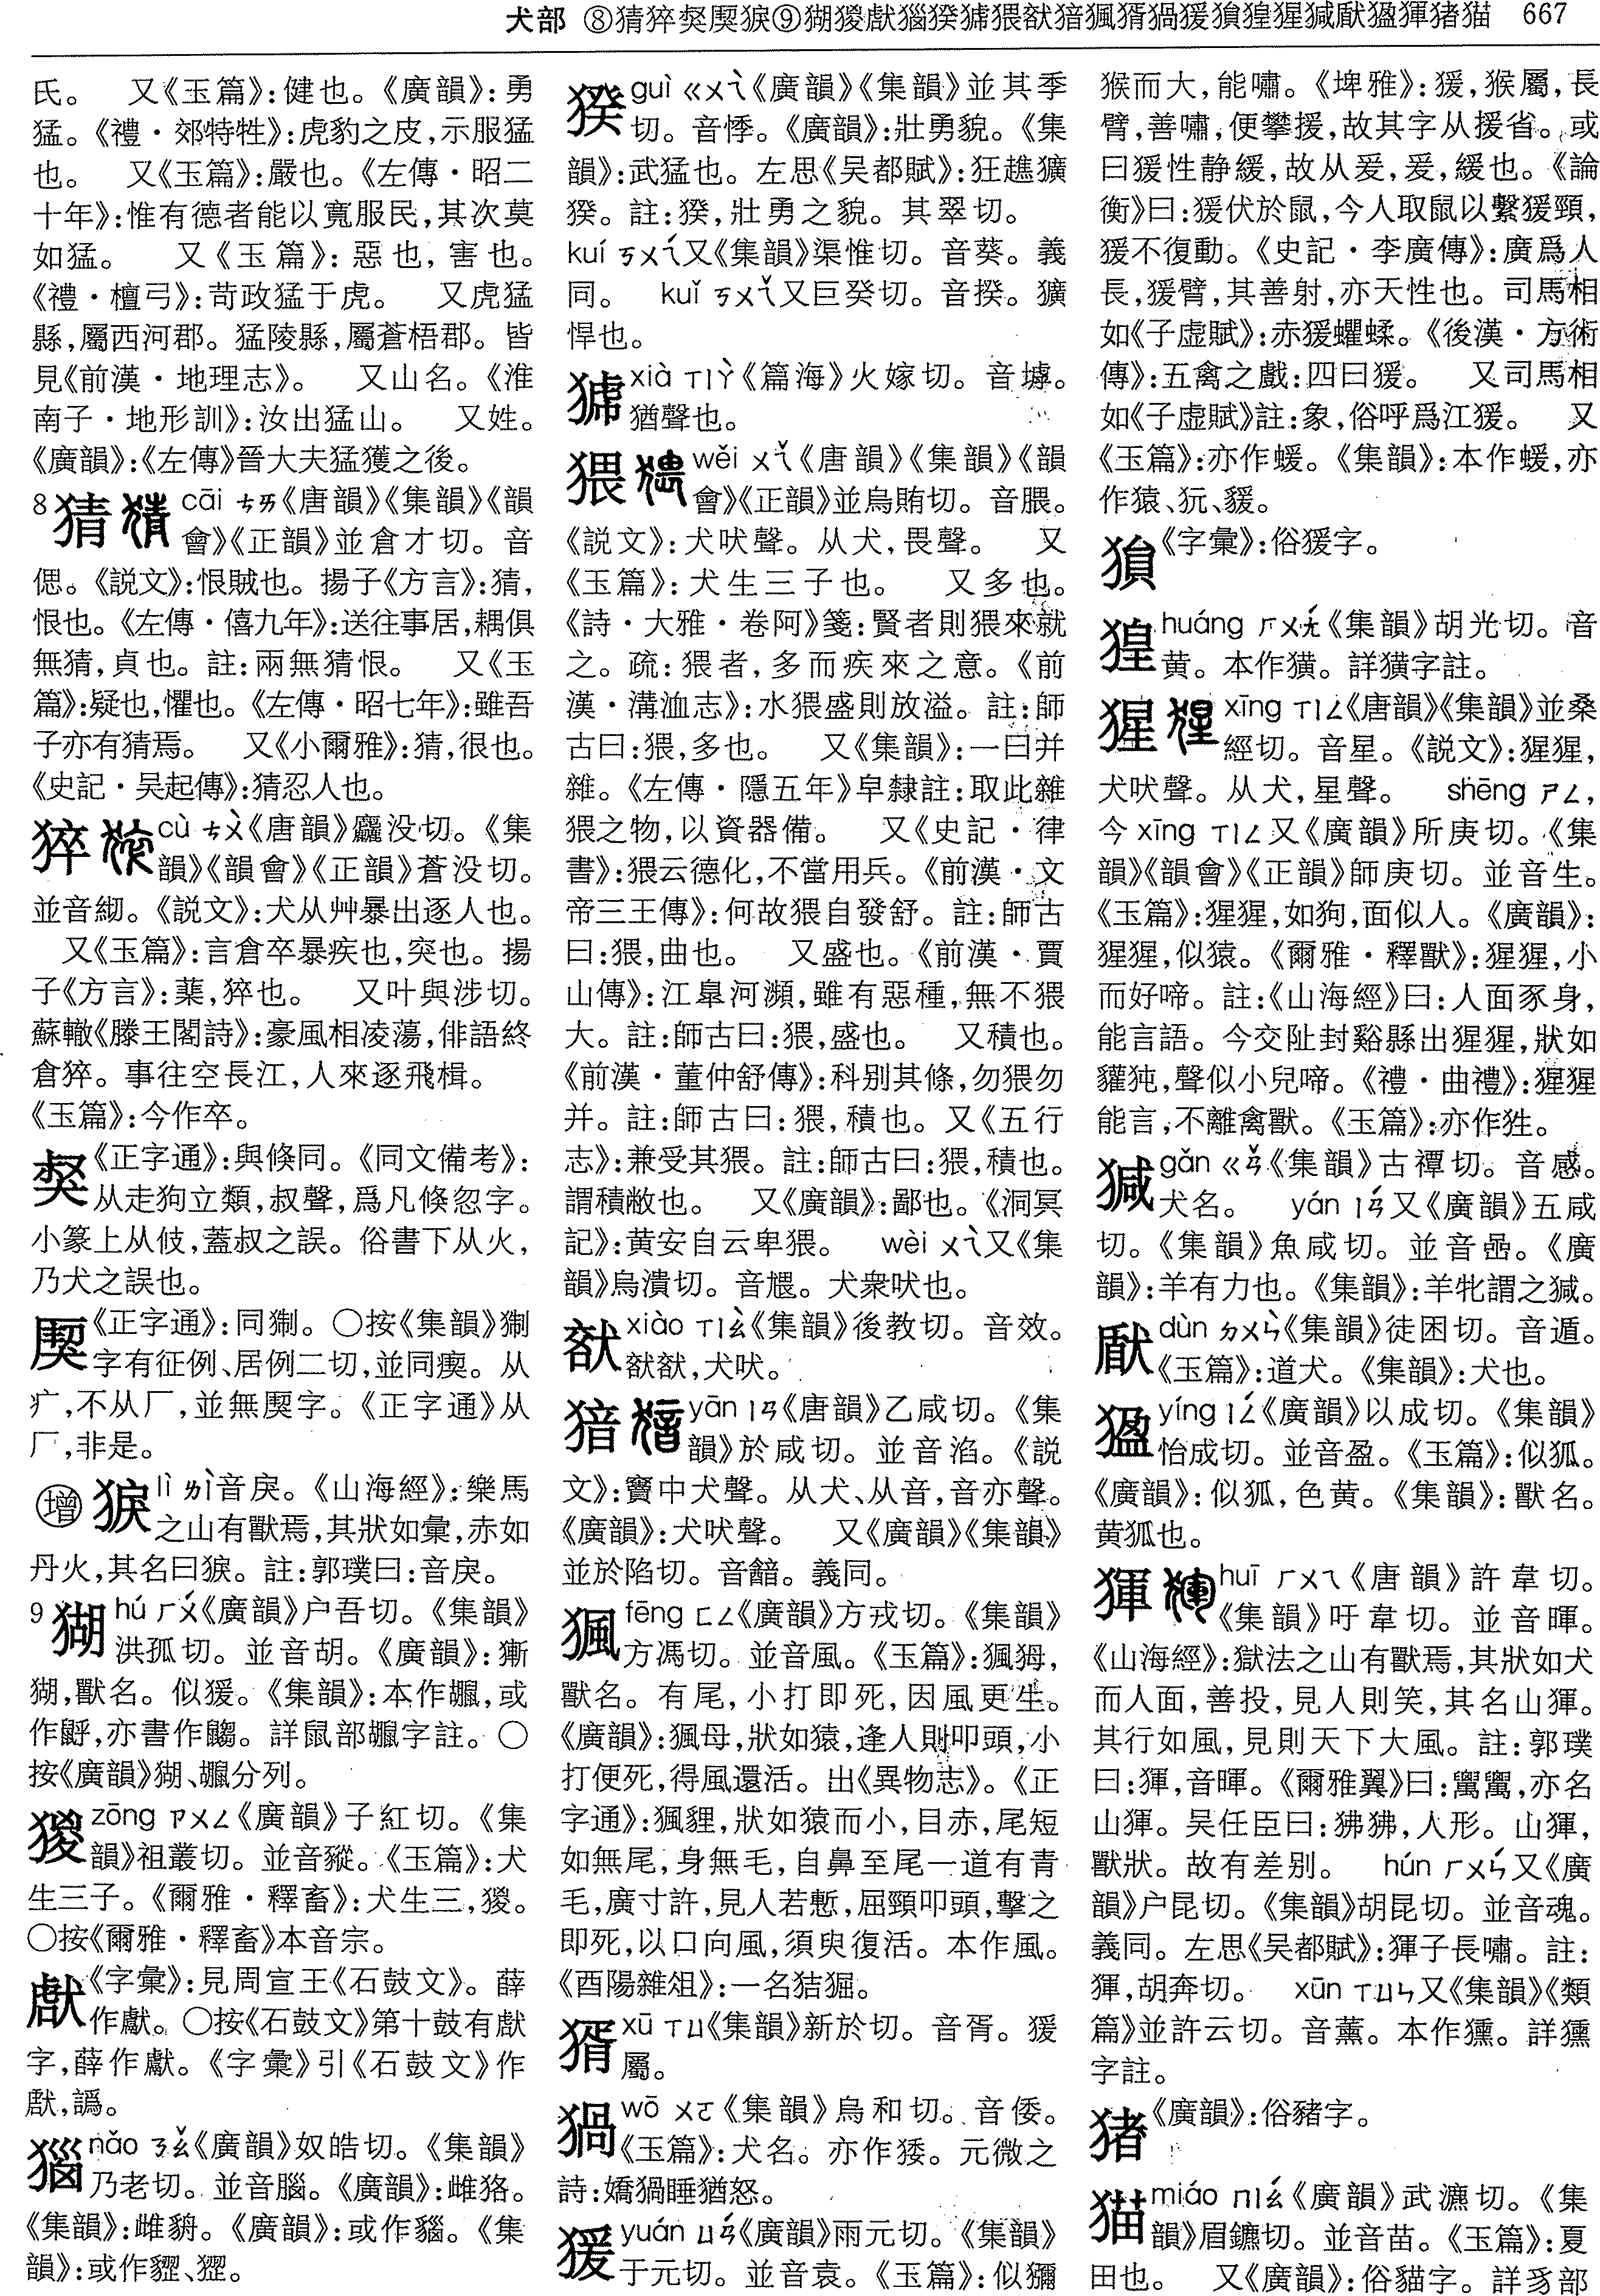 犬部 ⑧猜猝㹂猒猤⑨猢猣猷㺀猤㹿猥㺒猚猦㺅猧猨㺋猩猲猶猛猪猫 667
氏。 又《玉篇》:健也。《廣韻》:勇
猛。《禮·郊特牲》:虎豹之皮,示服猛
也。 又《玉篇》:嚴也。《左傳·昭二
十年》:惟有德者能以寬服民,其次莫
如猛。 又《玉篇》:惡也,害也。
《禮·檀弓》:苛政猛于虎。 又虎猛
縣,屬西河郡。猛陵縣,屬蒼梧郡。皆
見《前漢·地理志》。 又山名。《淮
南子·地形訓》:汝出猛山。 又姓。
《廣韻》:《左傳》晉大夫猛獲之後。
8 猜 cāi ㄘㄞ《唐韻》《集韻》《韻
會》《正韻》並倉才切。音
偲。《説文》:恨賊也。揚子《方言》:猜,
恨也。《左傳·僖九年》:送往事居,耦俱
無猜,貞也。註:兩無猜恨。 又《玉
篇》:疑也,懼也。《左傳·昭七年》:雖吾
子亦有猜焉。 又《小爾雅》:猜,很也。
《史記·吴起傳》:猜忍人也。
猝 cù ㄘㄨˋ《唐韻》麤没切。《集
韻》《韻會》《正韻》蒼没切。
並音㔘。《説文》:犬从艸暴出逐人也。
又《玉篇》:言倉卒暴疾也,突也。揚
子《方言》:葉,猝也。 又叶與涉切。
蘇轍《滕王閣詩》:豪風相凌蕩,俳語終
倉猝。事往空長江,人來逐飛楫。
《玉篇》:今作卒。
《正字通》:與倏同。《同文備考》:
从走狗立類,叔聲,爲凡倏忽字。
小篆上从伎,蓋叔之誤。俗書下从火,
乃犬之誤也。
《正字通》:同猘。〇按《集韻》猘
字有征例、居例二切,並同瘈。从
疒,不从厂,並無㹂字。《正字通》从
厂,非是。
增 猤 lì ㄌㄧˋ音戾。《山海經》:樂馬
之山有獸焉,其狀如彙,赤如
丹火,其名曰㹿。註:郭璞曰:音戾。
9 猢 hú ㄏㄨˊ《廣韻》户吾切。《集韻》
洪孤切。並音胡。《廣韻》:獑
猢,獸名。似猨。《集韻》:本作鼲,或
作鼾,亦書作鶘。詳鼠部鼲字註。〇
按《廣韻》猢、鼲分列。
猣 zōng ㄗㄨㄥ《廣韻》子紅切。《集
韻》祖叢切。並音豵。《玉篇》:犬
生三子。《爾雅·釋畜》:犬生三,猣。
〇按《爾雅·釋畜》本音宗。
《字彙》:見周宣王《石鼓文》。薛
作獻。〇按《石鼓文》第十鼓有獻
字,薛作獻。《字彙》引《石鼓文》作
猷,譌。
nǎo ㄋㄠˇ《廣韻》奴皓切。《集韻》
乃老切。並音腦。《廣韻》:雌狢。
《集韻》:雌貈。《廣韻》:或作貓。《集
韻》:或作㺀、㺁。
猤 guì ㄍㄨㄟˋ《廣韻》《集韻》並其季
切。音悸。《廣韻》:壯勇貌。《集
韻》:武猛也。左思《吴都賦》:狂趭獷
猤。註:猤,壯勇之貌。其翠切。
kuí ㄎㄨㄟˊ又《集韻》渠惟切。音葵。義
同。 kuǐ ㄎㄨㄟˇ又巨癸切。音揆。獷
悍也。
xià ㄒㄧㄚˋ《篇海》火嫁切。音罅。
猶聲也。
猥 wěi ㄨㄟˇ《唐韻》《集韻》《韻
會》《正韻》並烏賄切。音腲。
《説文》:犬吠聲。从犬,畏聲。 又
《玉篇》:犬生三子也。 又多也。
《詩·大雅·卷阿》箋:賢者則猥來就
之。疏:猥者,多而疾來之意。《前
漢·溝洫志》:水猥盛則放溢。註:師
古曰:猥,多也。 又《集韻》:一曰并
雜。《左傳·隱五年》皁隸註:取此雜
猥之物,以資器備。 又《史記·律
書》:猥云德化,不當用兵。《前漢·文
帝三王傳》:何故猥自發舒。註:師古
曰:猥,曲也。 又盛也。《前漢·賈
山傳》:江皐河瀕,雖有惡種,無不猥
大。註:師古曰:猥,盛也。 又積也。
《前漢·董仲舒傳》:科别其條,勿猥勿
并。註:師古曰:猥,積也。又《五行
志》:兼受其猥。註:師古曰:猥,積也。
謂積敝也。 又《廣韻》:鄙也。《洞冥
記》:黄安自云卑猥。 wèi ㄨㄟˋ又《集
韻》烏潰切。音㱬。犬衆吠也。
xiào ㄒㄧㄠˋ《集韻》後教切。音效。
㹲㹲,犬吠。
猎 yān ㄧㄢ《唐韻》乙咸切。《集
韻》於咸切。並音淊。《説
文》:竇中犬聲。从犬、从音,音亦聲。
《廣韻》:犬吠聲。 又《廣韻》《集韻》
並於陷切。音韽。義同。
猦 fēng ㄈㄥ《廣韻》方戎切。《集韻》
方馮切。並音風。《玉篇》:猦㺀,
獸名。有尾,小打即死,因風更生。
《廣韻》:猦母,狀如猿,逢人則叩頭,小
打便死,得風還活。出《異物志》。《正
字通》:猦貍,狀如猿而小,目赤,尾短
如無尾,身無毛,自鼻至尾一道有青
毛,廣寸許,見人若慙,屈頸叩頭,擊之
即死,以口向風,須臾復活。本作風。
《酉陽雜俎》:一名狤𤟎。
xū ㄒㄩ《集韻》新於切。音胥。猨
屬。
猧 wō ㄨㄛ《集韻》烏和切。音倭。
《玉篇》:犬名。亦作㹻。元微之
詩:嬌猧睡猶怒。
猨 yuán ㄩㄢˊ《廣韻》雨元切。《集韻》
于元切。並音袁。《玉篇》:似獼
猴而大,能嘯。《埤雅》:猨,猴屬,長
臂,善嘯,便攀援,故其字从援省。或
曰猨性静緩,故从爰,爰,緩也。《論
衡》曰:猨伏於鼠,今人取鼠以繫猨頸,
猨不復動。《史記·李廣傳》:廣爲人
長,猨臂,其善射,亦天性也。司馬相
如《子虚賦》:赤猨蠷蝚。《後漢·方術
傳》:五禽之戲:四曰猨。 又司馬相
如《子虚賦》註:象,俗呼爲江猨。 又
《玉篇》:亦作蝯。《集韻》:本作蝯,亦
作猿、狖、貜。
《字彙》:俗猨字。
猩 huáng ㄏㄨㄤˊ《集韻》胡光切。音
黄。本作獚。詳獚字註。
猩 xīng ㄒㄧㄥ《唐韻》《集韻》並桑
經切。音星。《説文》:猩猩,
犬吠聲。从犬,星聲。 shēng ㄕㄥ,
今xīng ㄒㄧㄥ又《廣韻》所庚切。《集
韻》《韻會》《正韻》師庚切。並音生。
《玉篇》:猩猩,如狗,面似人。《廣韻》:
猩猩,似猿。《爾雅·釋獸》:猩猩,小
而好啼。註:《山海經》曰:人面豕身,
能言語。今交阯封谿縣出猩猩,狀如
貛㹠,聲似小兒啼。《禮·曲禮》:猩猩
能言,不離禽獸。《玉篇》:亦作狌。
gǎn ㄍㄢˇ《集韻》古禫切。音感。
犬名。 yán ㄧㄢˊ又《廣韻》五咸
切。《集韻》魚咸切。並音嵒。《廣
韻》:羊有力也。《集韻》:羊牝謂之猲。
dùn ㄉㄨㄣˋ《集韻》徒困切。音遁。
《玉篇》:逎犬。《集韻》:犬也。
yíng ㄧㄥˊ《廣韻》以成切。《集韻》
怡成切。並音盈。《玉篇》:似狐。
《廣韻》:似狐,色黄。《集韻》:獸名。
黄狐也。
㺌 huī ㄏㄨㄟ《唐韻》許韋切。
《集韻》吁韋切。並音暉。
《山海經》:獄法之山有獸焉,其狀如犬
而人面,善投,見人則笑,其名山㺌。
其行如風,見則天下大風。註:郭璞
曰:㺌,音暉。《爾雅翼》曰:𥝋𥝋,亦名
山㺌。吴任臣曰:狒狒,人形。山㺌,
獸狀。故有差别。 hún ㄏㄨㄣˊ又《廣
韻》户昆切。《集韻》胡昆切。並音魂。
義同。左思《吴都賦》:㺌子長嘯。註:
㺌,胡奔切。 xūn ㄒㄩㄣ又《集韻》《類
篇》並許云切。音薰。本作獯。詳獯
字註。
猪《廣韻》:俗豬字。
猫 miáo ㄇㄧㄠˊ《廣韻》武瀌切。《集
韻》眉鑣切。並音苗。《玉篇》:夏
田也。 又《廣韻》:俗貓字。詳豸部